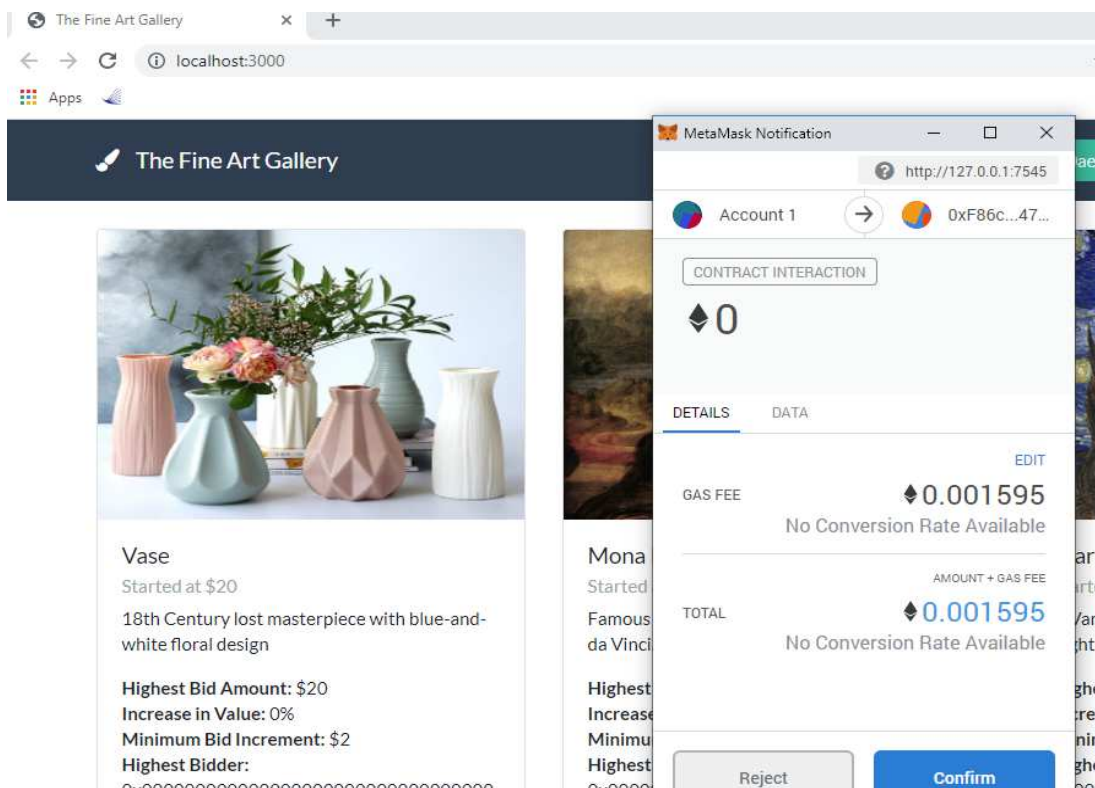 The Fine Art Gallery
localhost:3000
Apps
The Fine Art Gallery
Vase
Started at $20
18th Century lost masterpiece with blue-and-
white floral design
Highest Bid Amount: $20
Increase in Value: 0%
Minimum Bid Increment: $2
Highest Bidder:
Mona
Started
Famous
da Vinci
Highest
Increase
Minimu
Highest
MetaMask Notification
http://127.0.0.1:7545
Account 1
0xF86c...47...
CONTRACT INTERACTION
0
DETAILS
DATA
EDIT
GAS FEE
0.001595
No Conversion Rate Available
AMOUNT + GAS FEE
TOTAL
0.001595
No Conversion Rate Available
Reject
Confirm